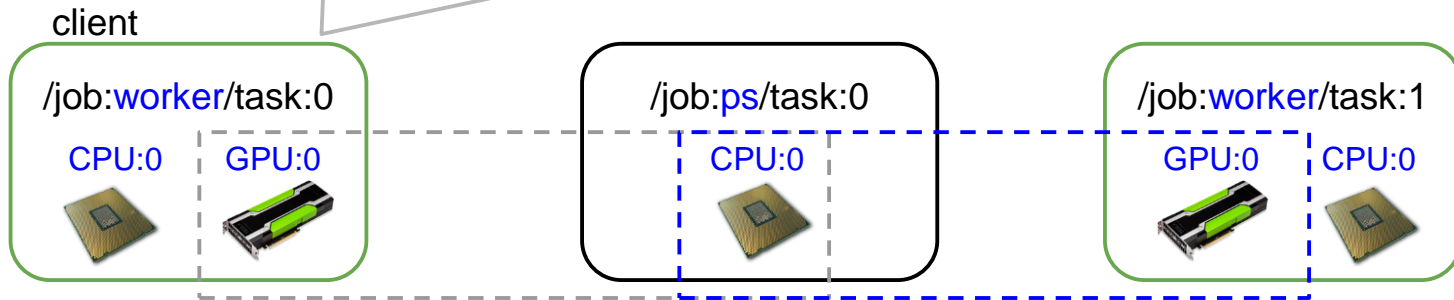 client
/job:worker/task:0 /job:ps/task:0 /job:worker/task:1
CPU:0 GPU:0 CPU:0 GPU:0 CPU:0